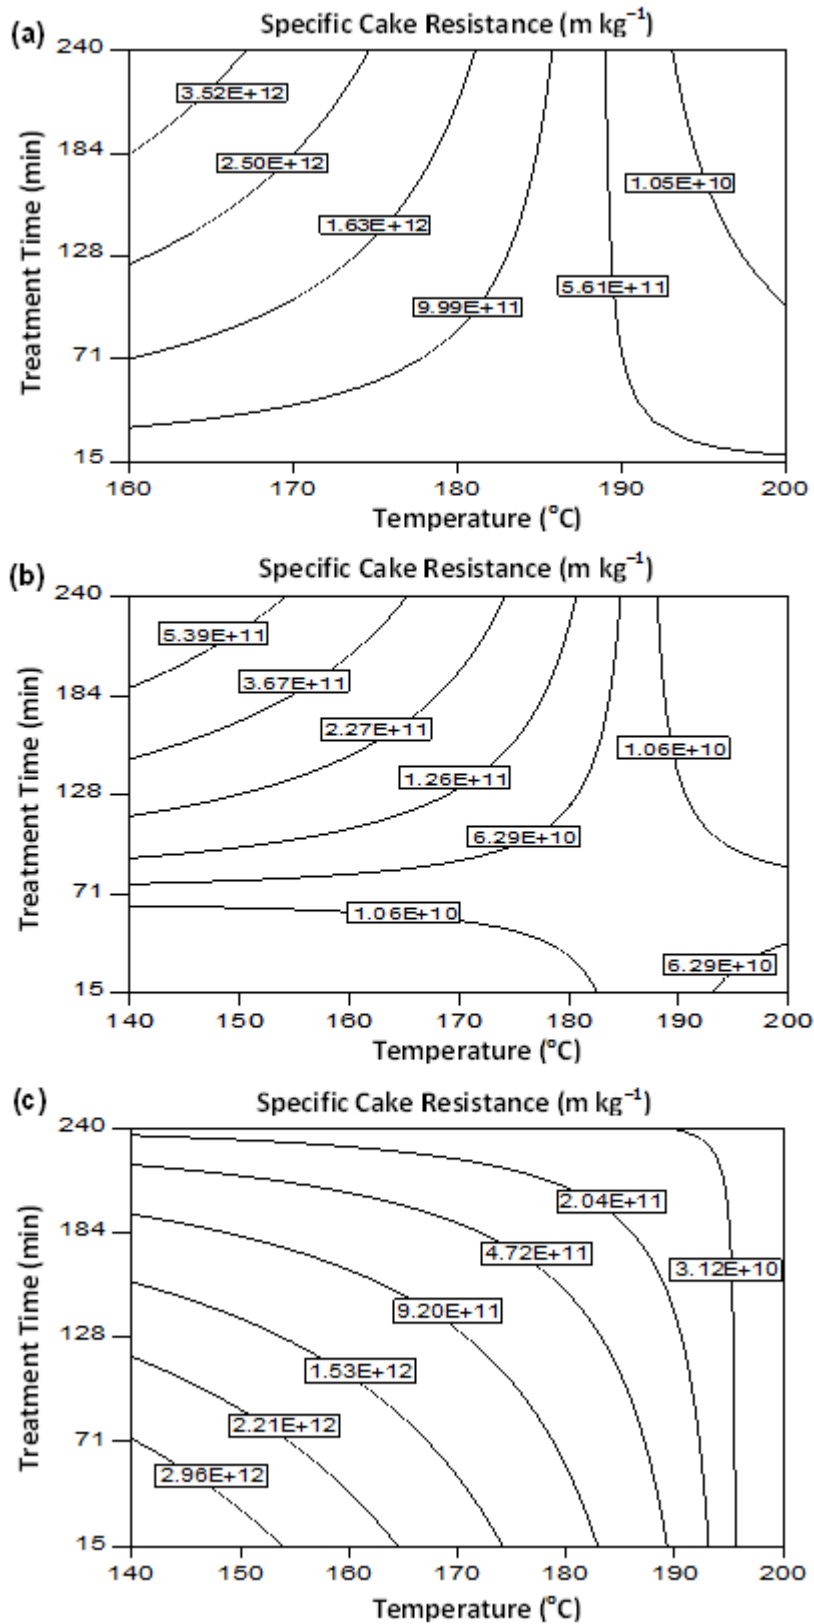 (a)
Specific Cake Resistance (m kg⁻¹)
240
3.52E+12
184
2.50E+12
1.05E+10
1.63E+12
128
5.61E+11
9.99E+11
71
15
160 170 180 190 200
Treatment Time (min)
Temperature (°C)
(b)
Specific Cake Resistance (m kg⁻¹)
240
5.39E+11
3.67E+11
184
2.27E+11
1.06E+10
1.26E+11
128
6.29E+10
71
1.06E+10
6.29E+10
15
140 150 160 170 180 190 200
Treatment Time (min)
Temperature (°C)
(c)
Specific Cake Resistance (m kg⁻¹)
240
2.04E+11
184
4.72E+11
3.12E+10
9.20E+11
128
1.53E+12
2.21E+12
71
2.96E+12
15
140 150 160 170 180 190 200
Treatment Time (min)
Temperature (°C)